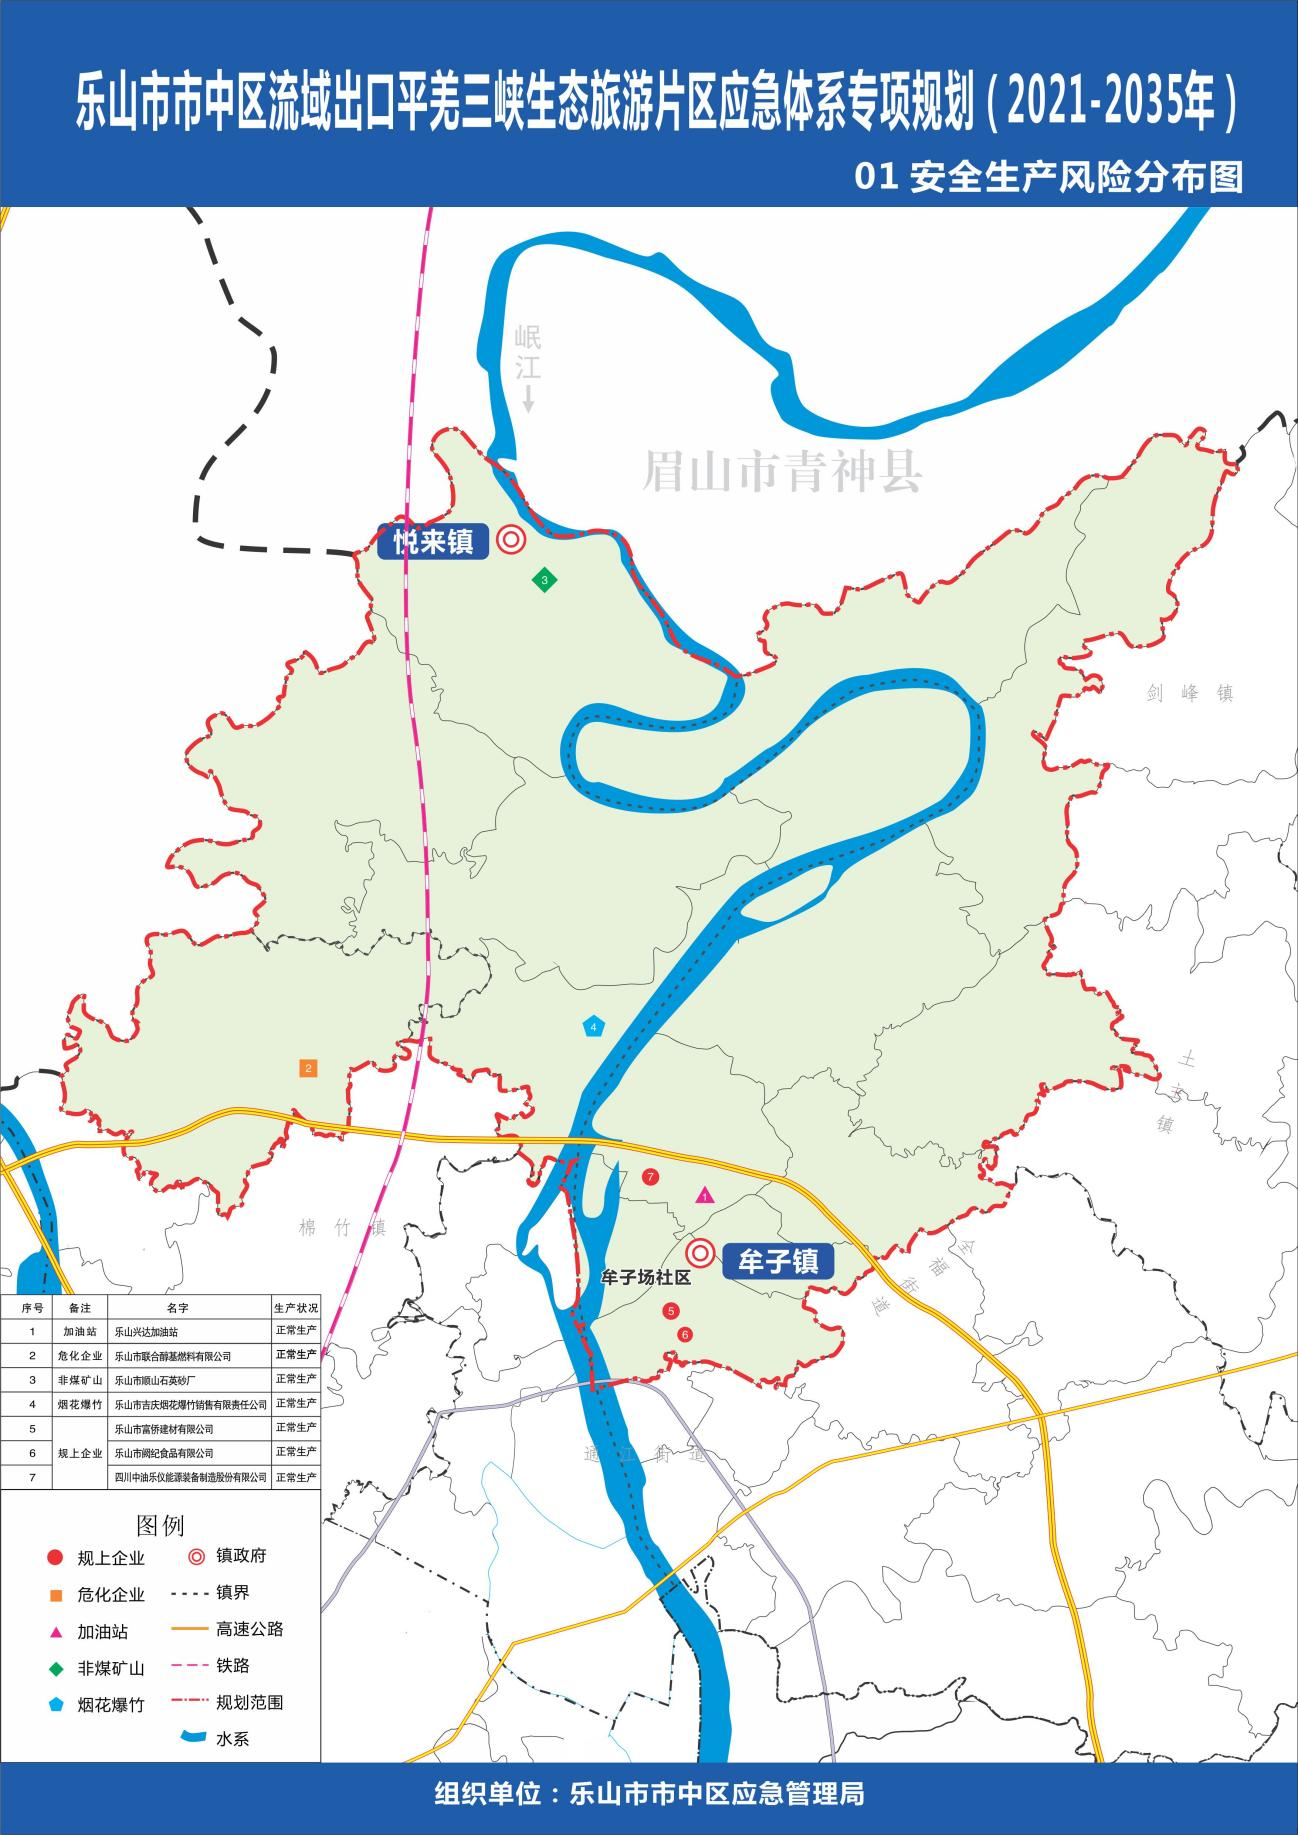 乐山市市中区流域出口平羌三峡生态旅游片区应急体系专项规划（2021-2035年）
01 安全生产风险分布图
岷江
眉山市青神县
悦来镇
3
剑峰镇
4
2
土主镇
7
1
棉竹镇
牟子镇
牟子场社区
全福街道
5
6
通江街道
序号 备注 名字 生产状况
1 加油站 乐山兴达加油站 正常生产
2 危化企业 乐山市联合醇基燃料有限公司 正常生产
3 非煤矿山 乐山市顺山石英砂厂 正常生产
4 烟花爆竹 乐山市吉庆烟花爆竹销售有限责任公司 正常生产
5 规上企业 乐山市富侨建材有限公司 正常生产
6 乐山市阙纪食品有限公司 正常生产
7 四川中油乐仪能源装备制造股份有限公司 正常生产
图例
规上企业 镇政府
危化企业 镇界
加油站 高速公路
非煤矿山 铁路
烟花爆竹 规划范围
水系
组织单位：乐山市市中区应急管理局